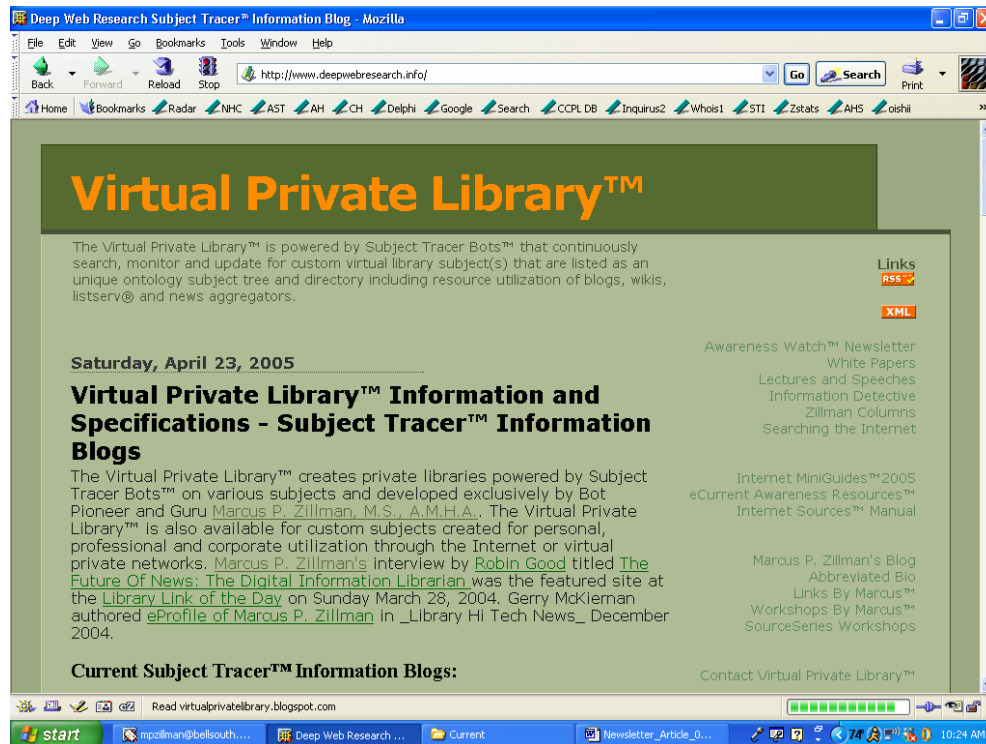 Deep Web Research Subject Tracer™ Information Blog - Mozilla
File Edit View Go Bookmarks Tools Window Help
Back Forward Reload Stop http://www.deepwebresearch.info/ Go Search Print
Home Bookmarks Radar NHC AST AH CH Delphi Google Search CCPL DB Inquirus2 Whois1 STI Zstats AHS oishii
Virtual Private Library™
The Virtual Private Library™ is powered by Subject Tracer Bots™ that continuously
search, monitor and update for custom virtual library subject(s) that are listed as an
unique ontology subject tree and directory including resource utilization of blogs, wikis,
listserv® and news aggregators.
Saturday, April 23, 2005
Virtual Private Library™ Information and
Specifications - Subject Tracer™ Information
Blogs
The Virtual Private Library™ creates private libraries powered by Subject
Tracer Bots™ on various subjects and developed exclusively by Bot
Pioneer and Guru Marcus P. Zillman, M.S., A.M.H.A.. The Virtual Private
Library™ is also available for custom subjects created for personal,
professional and corporate utilization through the Internet or virtual
private networks. Marcus P. Zilllman's interview by Robin Good titled The
Future Of News: The Digital Information Librarian was the featured site at
the Library Link of the Day on Sunday March 28, 2004. Gerry McKiernan
authored eProfile of Marcus P. Zillman in _Library Hi Tech News_ December
2004.
Current Subject Tracer™ Information Blogs:
Links
RSS
XML
Awareness Watch™ Newsletter
White Papers
Lectures and Speeches
Information Detective
Zillman Columns
Searching the Internet
Internet MiniGuides™2005
eCurrent Awareness Resources™
Internet Sources™ Manual
Marcus P. Zillman's Blog
Abbreviated Bio
Links By Marcus™
Workshops By Marcus™
SourceSeries Workshops
Contact Virtual Private Library™
Read virtualprivatelibrary.blogspot.com
start mpzillman@bellsouth.... Deep Web Research ... Current Newsletter_Article_0... 74° 10:24 AM